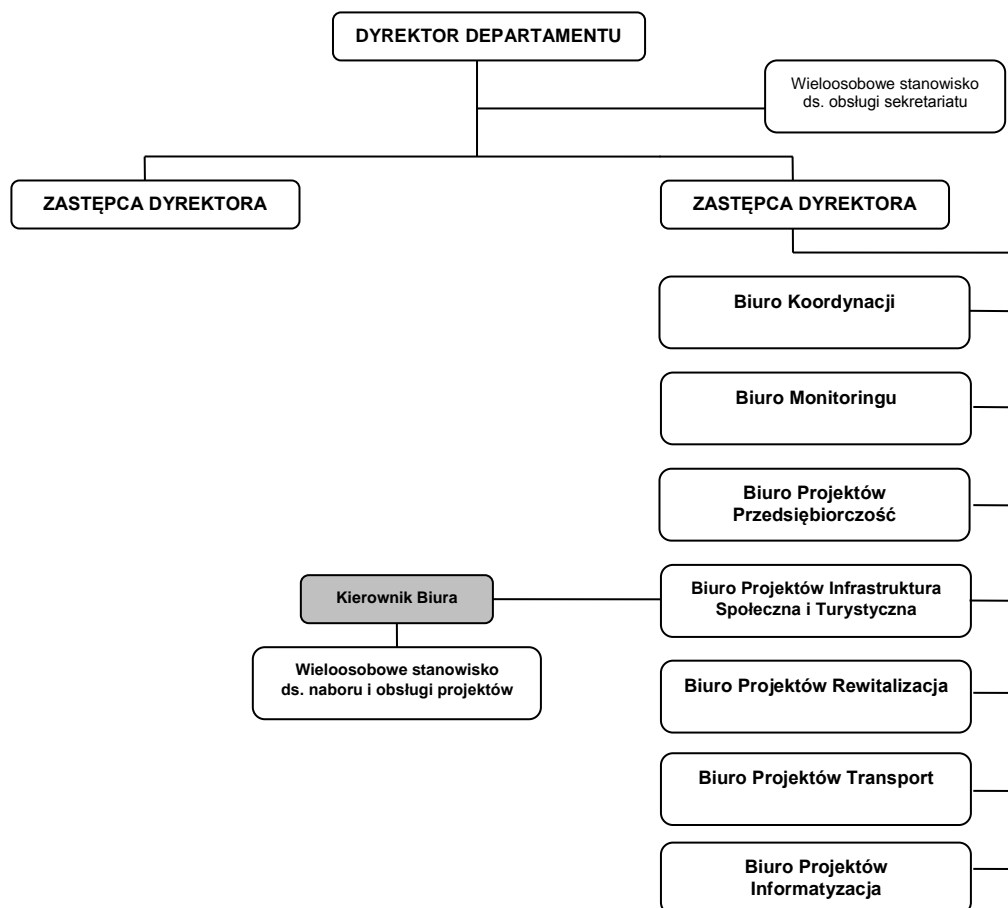 DYREKTOR DEPARTAMENTU
Wieloosobowe stanowisko
ds. obsługi sekretariatu
ZASTĘPCA DYREKTORA
ZASTĘPCA DYREKTORA
Biuro Koordynacji
Biuro Monitoringu
Biuro Projektów
Przedsiębiorczość
Kierownik Biura
Biuro Projektów Infrastruktura
Społeczna i Turystyczna
Wieloosobowe stanowisko
ds. naboru i obsługi projektów
Biuro Projektów Rewitalizacja
Biuro Projektów Transport
Biuro Projektów
Informatyzacja